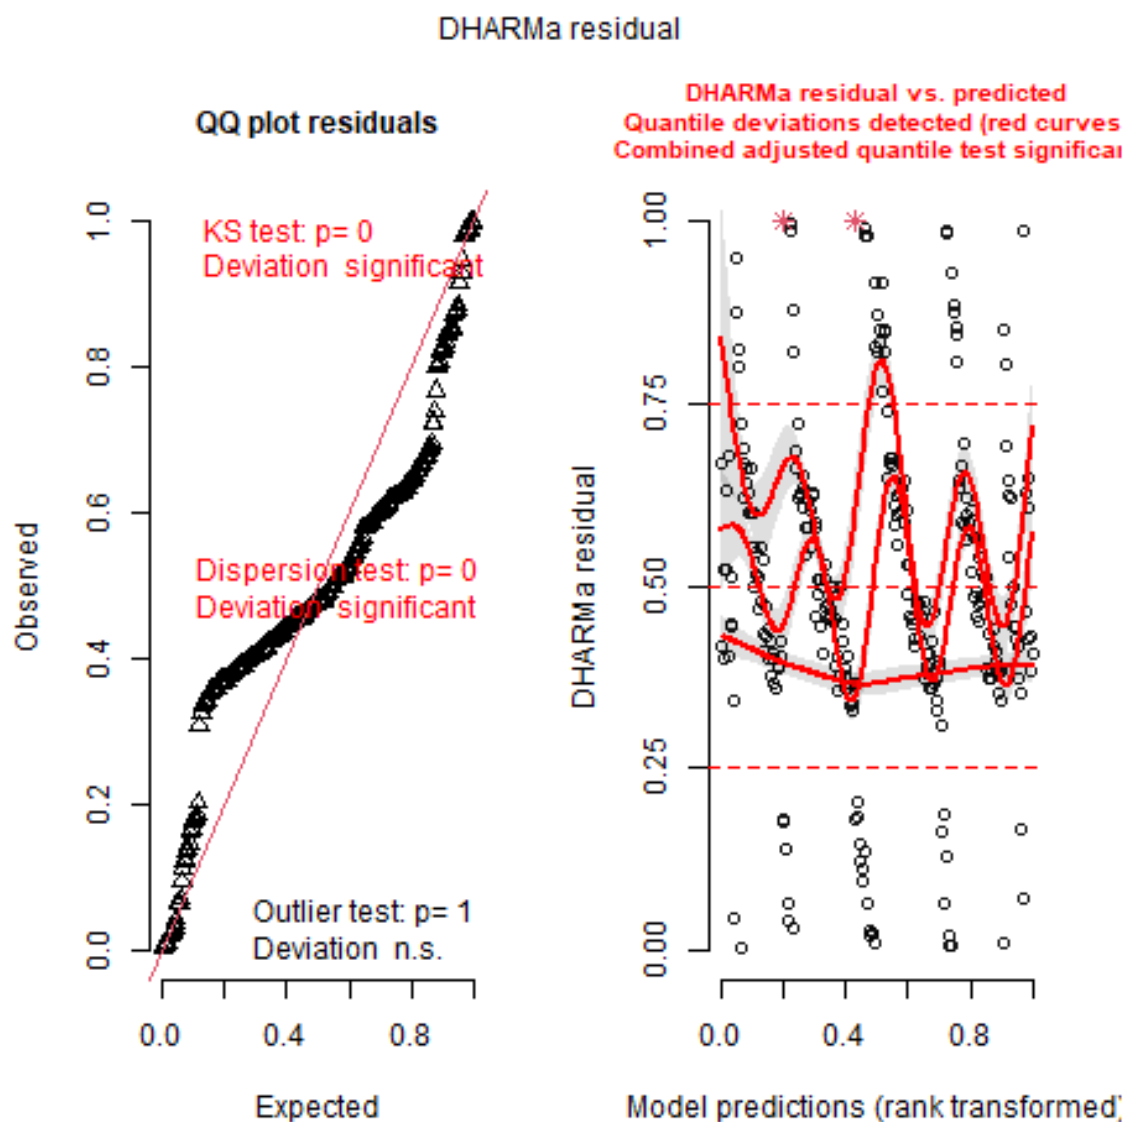 DHARMa residual
QQ plot residuals
KS test: p= 0
Deviation significant
Dispersion test: p= 0
Deviation significant
Outlier test: p= 1
Deviation n.s.
Observed
0.0
0.2
0.4
0.6
0.8
1.0
0.0 0.4 0.8
Expected
DHARMa residual vs. predicted
Quantile deviations detected (red curves
Combined adjusted quantile test significan
DHARMa residual
0.00
0.25
0.50
0.75
1.00
0.0 0.4 0.8
Model predictions (rank transformed)